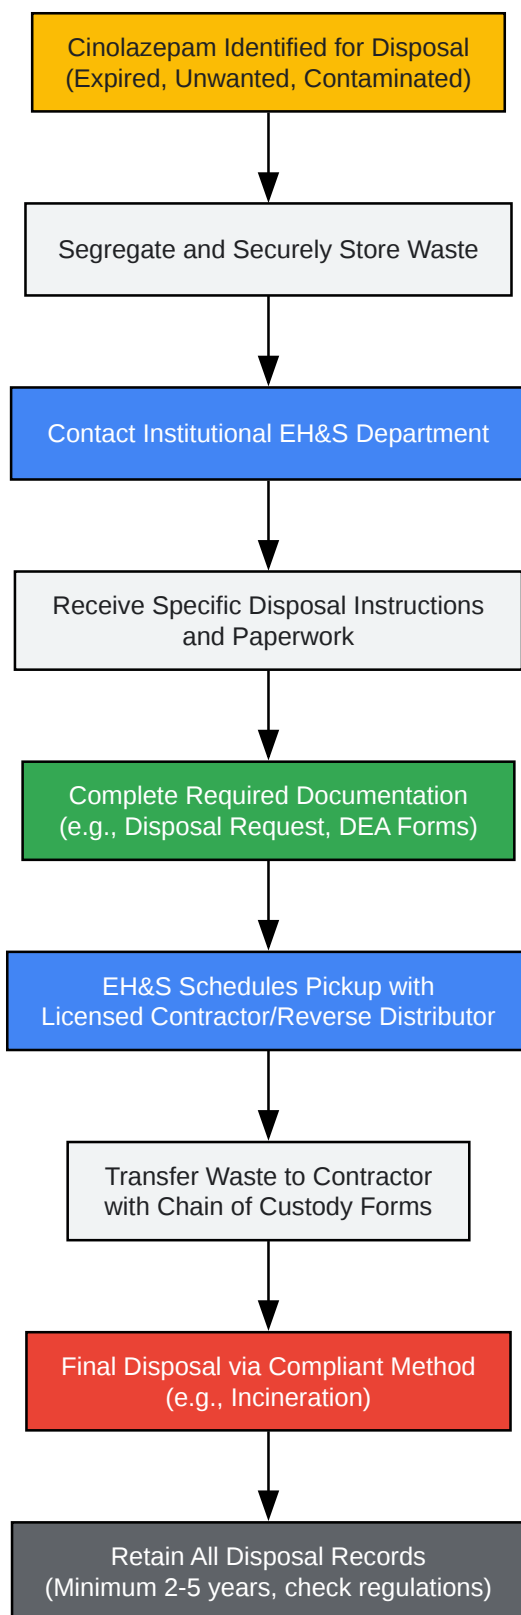 Cinolazepam Identified for Disposal
(Expired, Unwanted, Contaminated)
Segregate and Securely Store Waste
Contact Institutional EH&S Department
Receive Specific Disposal Instructions
and Paperwork
Complete Required Documentation
(e.g., Disposal Request, DEA Forms)
EH&S Schedules Pickup with
Licensed Contractor/Reverse Distributor
Transfer Waste to Contractor
with Chain of Custody Forms
Final Disposal via Compliant Method
(e.g., Incineration)
Retain All Disposal Records
(Minimum 2-5 years, check regulations)